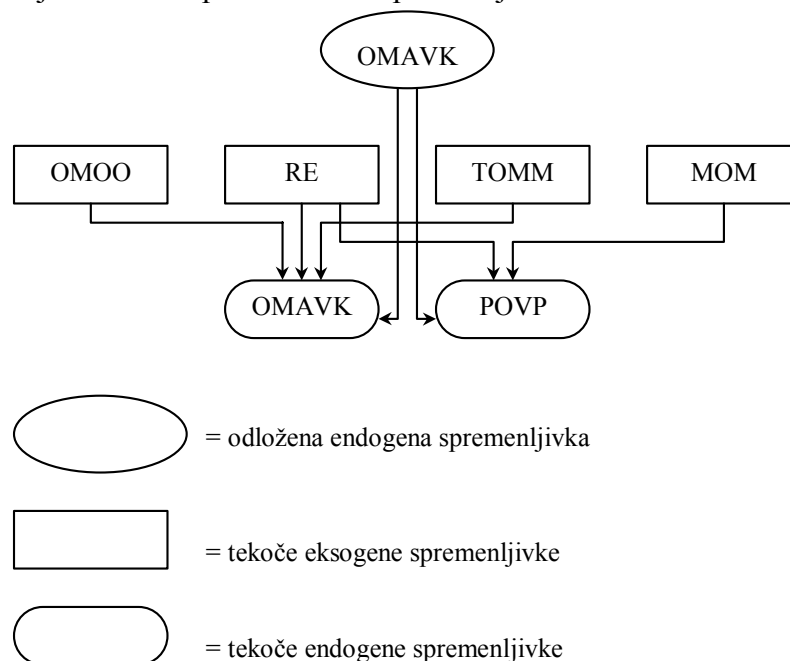 OMAVK
OMOO RE TOMM MOM
OMAVK POVP
= odložena endogena spremenljivka
= tekoče eksogene spremenljivke
= tekoče endogene spremenljivke